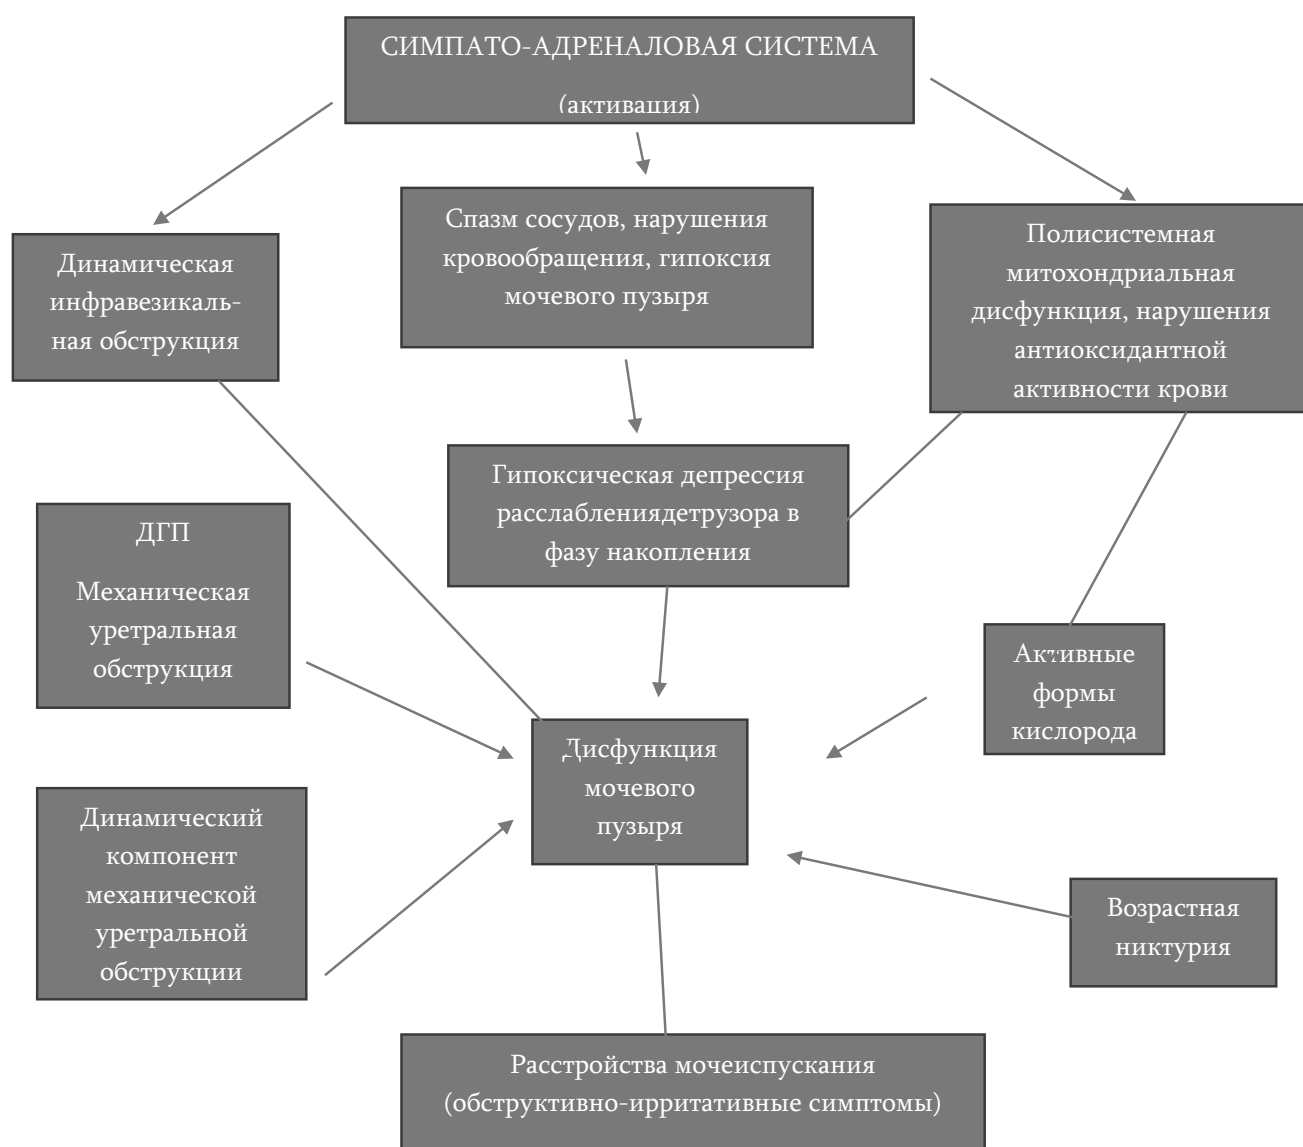 СИМПАТО-АДРЕНАЛОВАЯ СИСТЕМА
(активация)
Спазм сосудов, нарушения
кровообращения, гипоксия
мочевого пузыря
Полисистемная
митохондриальная
дисфункция, нарушения
антиоксидантной
активности крови
Динамическая
инфравезикаль-
ная обструкция
Гипоксическая депрессия
расслаблениядетрузора в
фазу накопления
ДГП
Механическая
уретральная
обструкция
Активные
формы
кислорода
Дисфункция
мочевого
пузыря
Динамический
компонент
механической
уретральной
обструкции
Возрастная
никтурия
Расстройства мочеиспускания
(обструктивно-ирритативные симптомы)